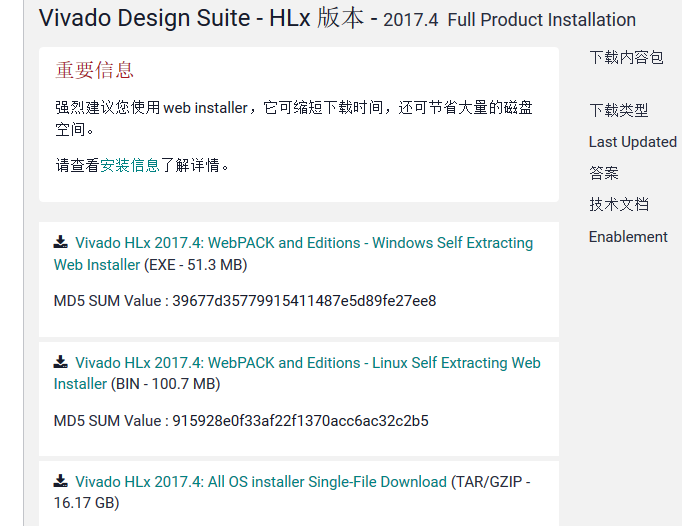 Vivado Design Suite - HLx 版本 - 2017.4 Full Product Installation
重要信息
强烈建议您使用 web installer，它可缩短下载时间，还可节省大量的磁盘
空间。
请查看安装信息了解详情。
Vivado HLx 2017.4: WebPACK and Editions - Windows Self Extracting
Web Installer (EXE - 51.3 MB)
MD5 SUM Value : 39677d35779915411487e5d89fe27ee8
Vivado HLx 2017.4: WebPACK and Editions - Linux Self Extracting Web
Installer (BIN - 100.7 MB)
MD5 SUM Value : 915928e0f33af22f1370acc6ac32c2b5
Vivado HLx 2017.4: All OS installer Single-File Download (TAR/GZIP -
16.17 GB)
下载内容包
下载类型
Last Updated
答案
技术文档
Enablement